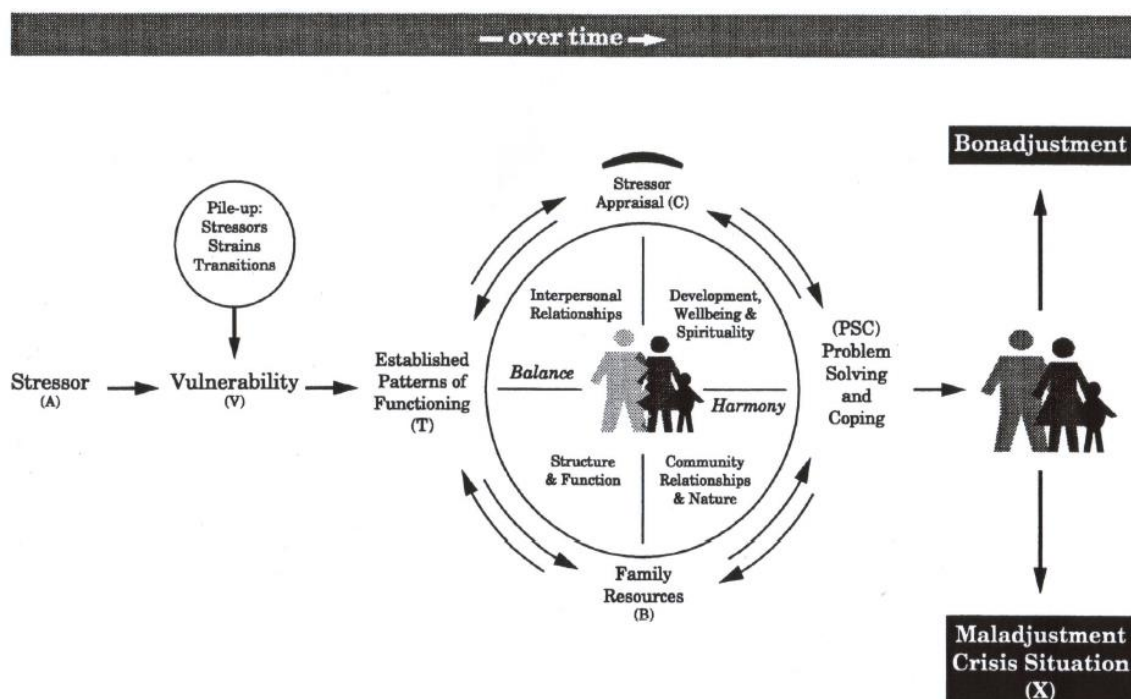 over time
Bonadjustment
Stressor
Appraisal (C)
Pile-up:
Stressors
Strains
Transitions
Interpersonal
Relationships
Development,
Wellbeing &
Spirituality
(PSC)
Problem
Solving
and
Coping
Stressor
(A)
Vulnerability
(V)
Established
Patterns of
Functioning
(T)
Balance
Harmony
Structure
& Function
Community
Relationships
& Nature
Family
Resources
(B)
Maladjustment
Crisis Situation
(X)